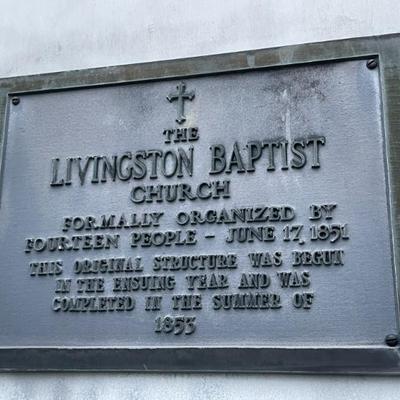 THE
LIVINGSTON BAPTIST
CHURCH
FORMALLY ORGANIZED BY
FOURTEEN PEOPLE – JUNE 17, 1851
THIS ORIGINAL STRUCTURE WAS BEGUN
IN THE ENSUING YEAR AND WAS
COMPLETED IN THE SUMMER OF
1853